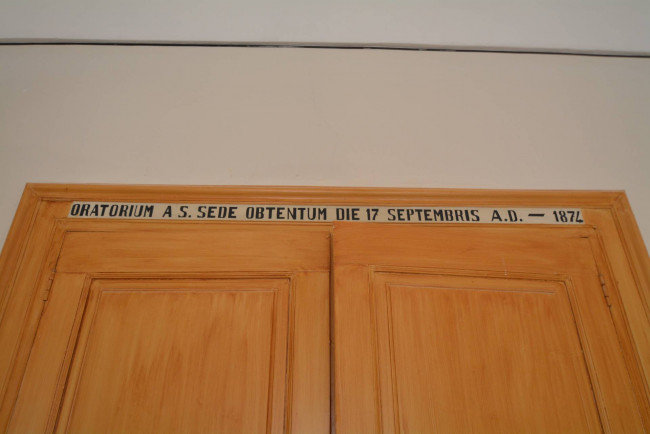 ORATORIUM A S. SEDE OBTENTUM DIE 17 SEPTEMBRIS A.D. — 1874